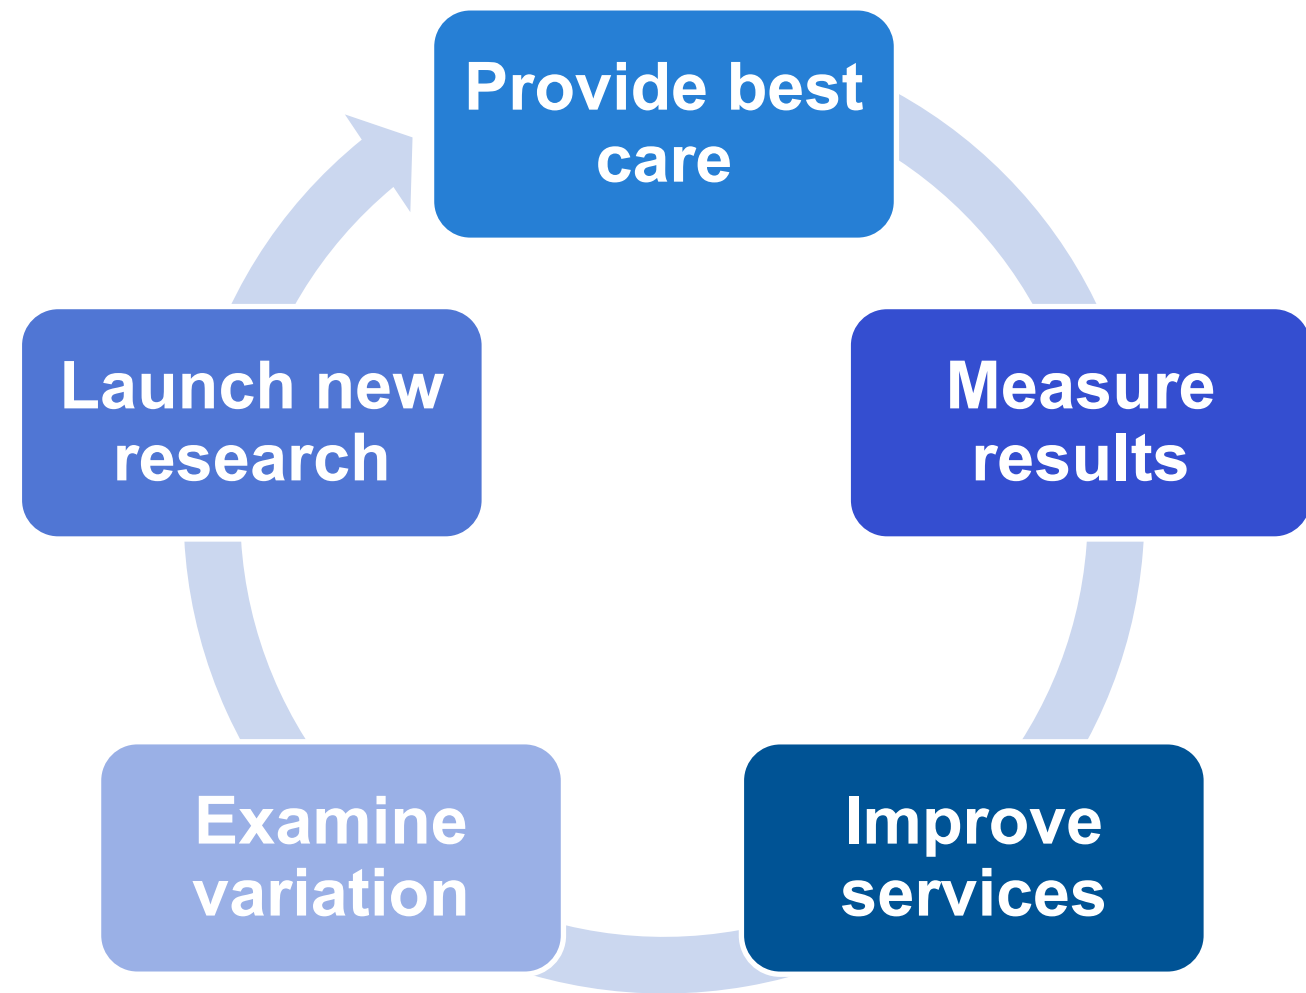 Provide best
care
Measure
results
Improve
services
Examine
variation
Launch new
research